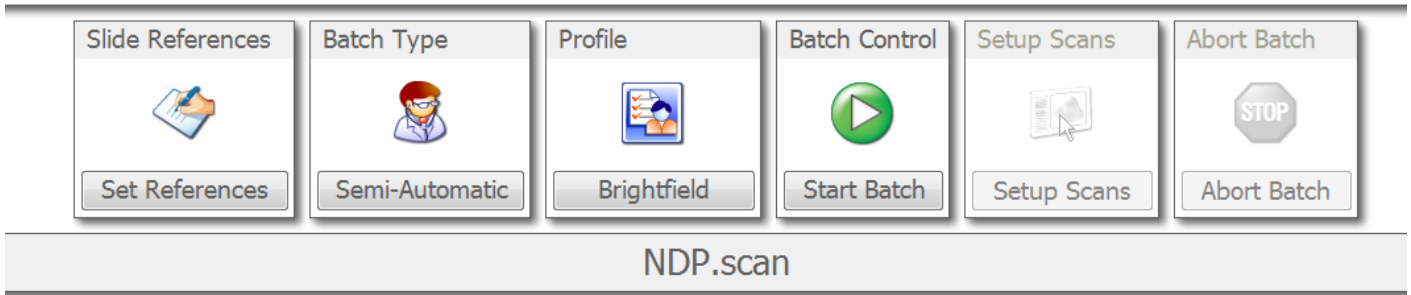 Slide References
Batch Type
Profile
Batch Control
Setup Scans
Abort Batch
STOP
Set References
Semi-Automatic
Brightfield
Start Batch
Setup Scans
Abort Batch
NDP.scan